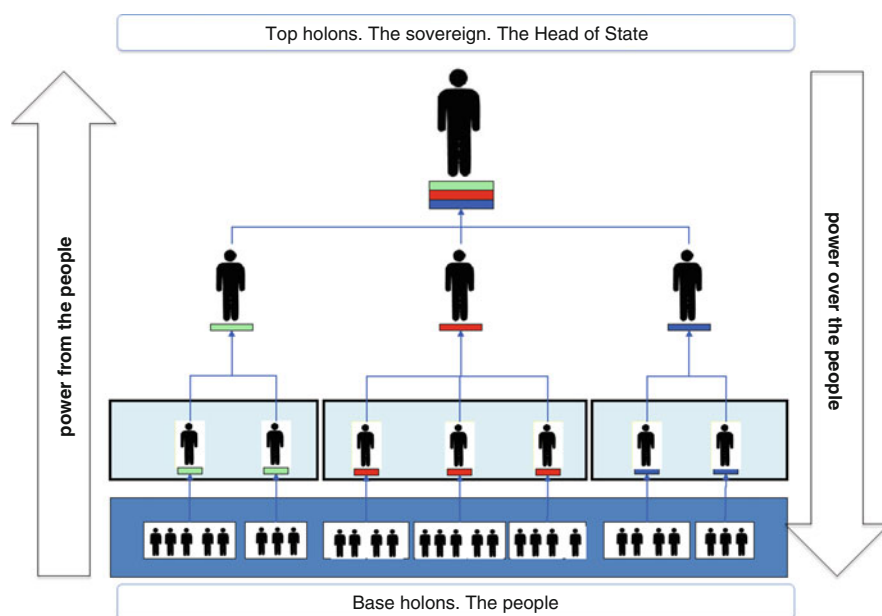 Top holons. The sovereign. The Head of State
power from the people
power over the people
Base holons. The people